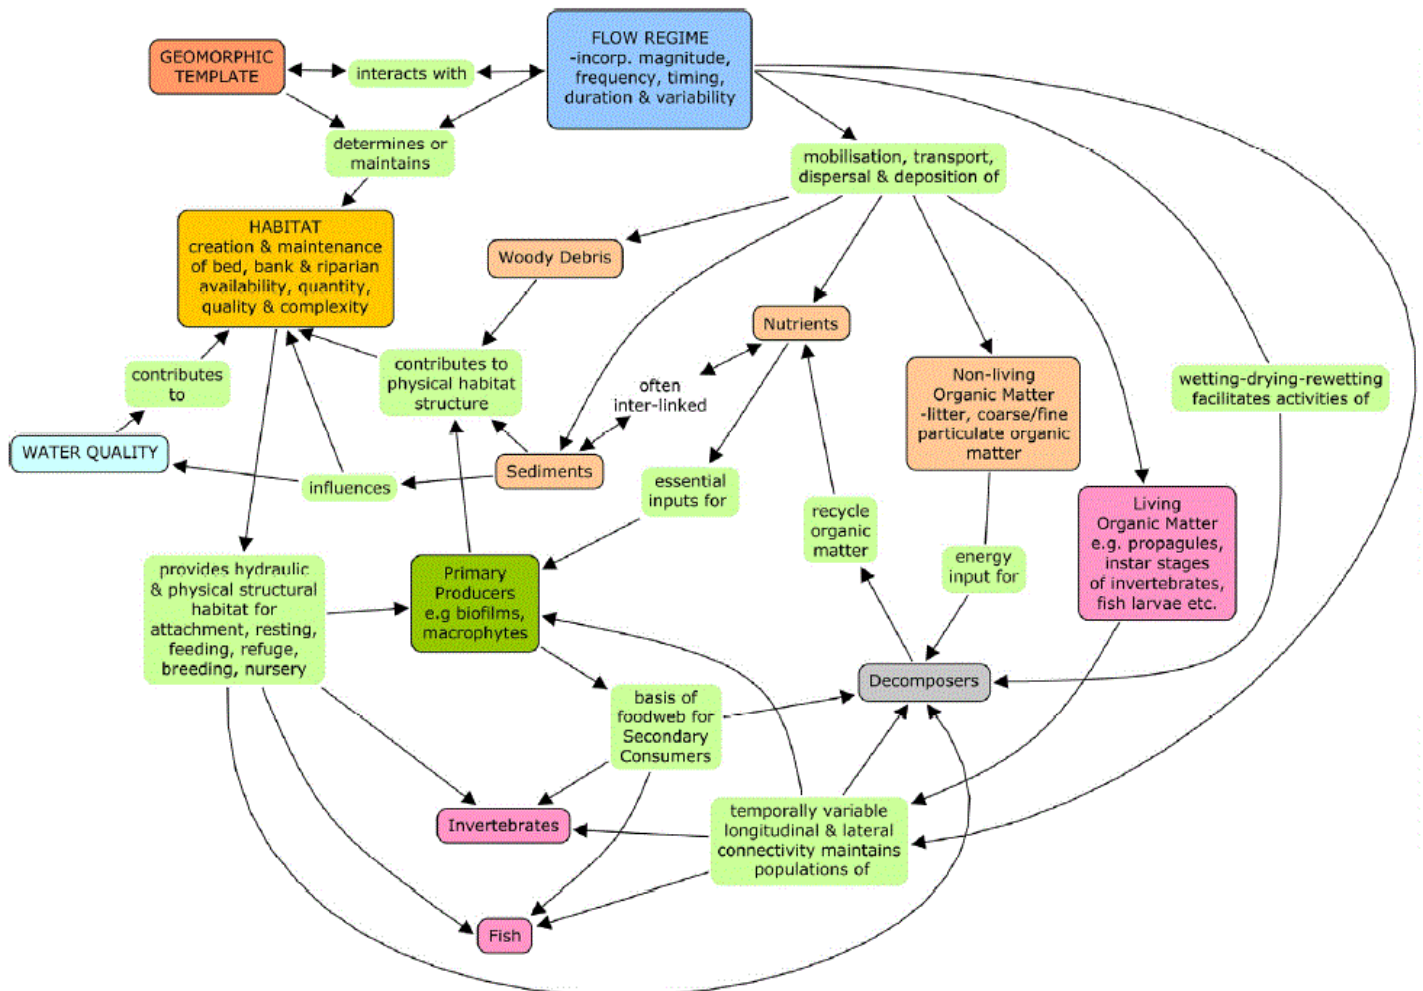 GEOMORPHIC
TEMPLATE
interacts with
FLOW REGIME
-incorp. magnitude,
frequency, timing,
duration & variability
determines or
maintains
mobilisation, transport,
dispersal & deposition of
HABITAT
creation & maintenance
of bed, bank & riparian
availability, quantity,
quality & complexity
Woody Debris
Nutrients
contributes
to
contributes to
physical habitat
structure
often
inter-linked
Non-living
Organic Matter
-litter, coarse/fine
particulate organic
matter
wetting-drying-rewetting
facilitates activities of
WATER QUALITY
influences
Sediments
essential
inputs for
recycle
organic
matter
Living
Organic Matter
e.g. propagules,
instar stages
of invertebrates,
fish larvae etc.
energy
input for
provides hydraulic
& physical structural
habitat for
attachment, resting,
feeding, refuge,
breeding, nursery
Primary
Producers
e.g biofilms,
macrophytes
Decomposers
basis of
foodweb for
Secondary
Consumers
Invertebrates
temporally variable
longitudinal & lateral
connectivity maintains
populations of
Fish